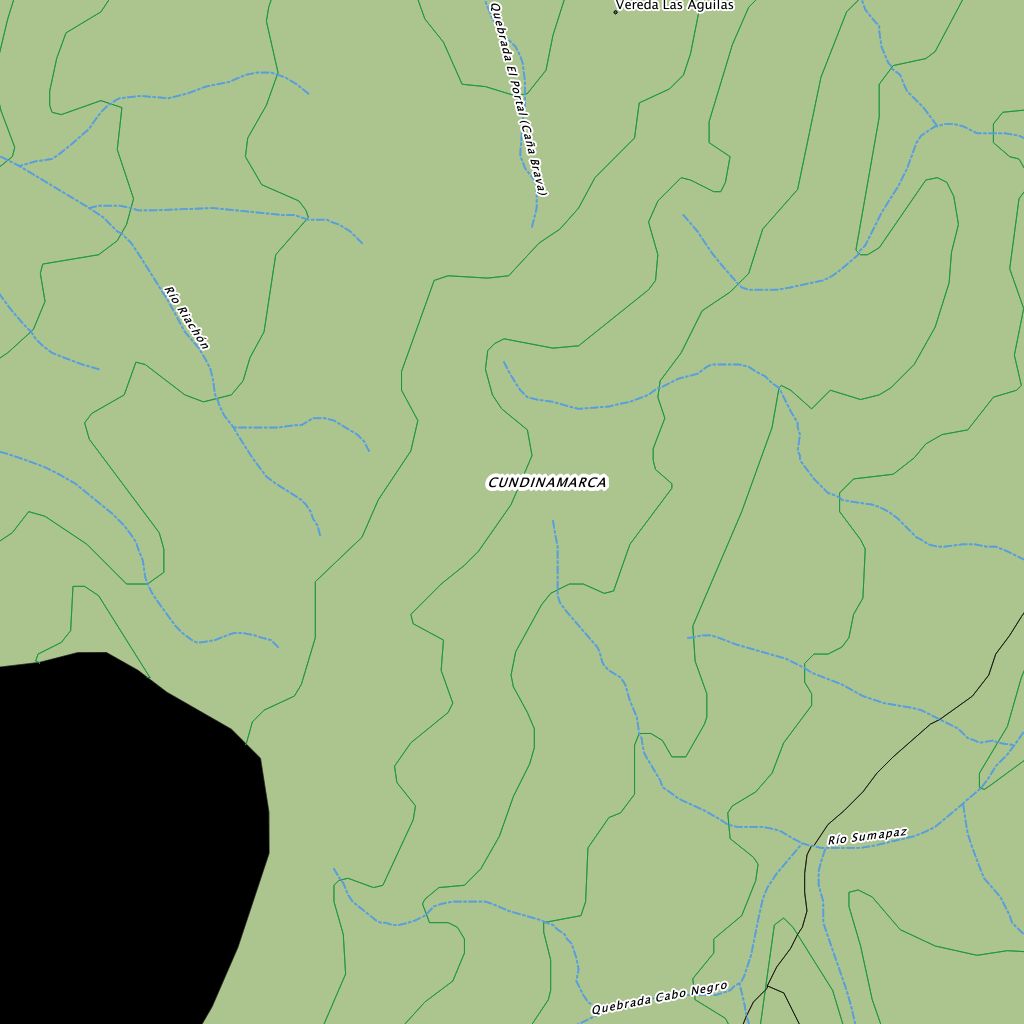 Vereda Las Aguilas
Quebrada El Portal (Caña Brava)
Río Riachón
CUNDINAMARCA
Río Sumapaz
Quebrada Cabo Negro